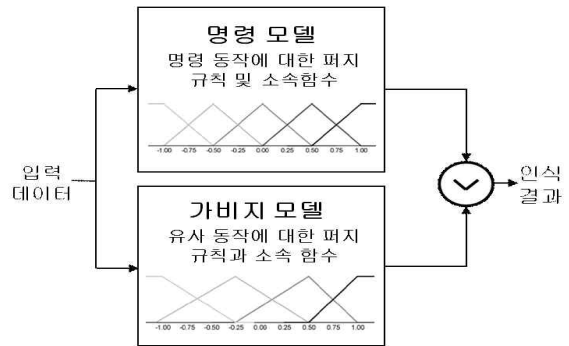 명령 모델
명령 동작에 대한 퍼지
규칙 및 소속함수
-1.00 -0.75 -0.50 -0.25 0.00 0.25 0.50 0.75 1.00
입력
데이터
인식
결과
가비지 모델
유사 동작에 대한 퍼지
규칙과 소속 함수
-1.00 -0.75 -0.50 -0.25 0.00 0.25 0.50 0.75 1.00